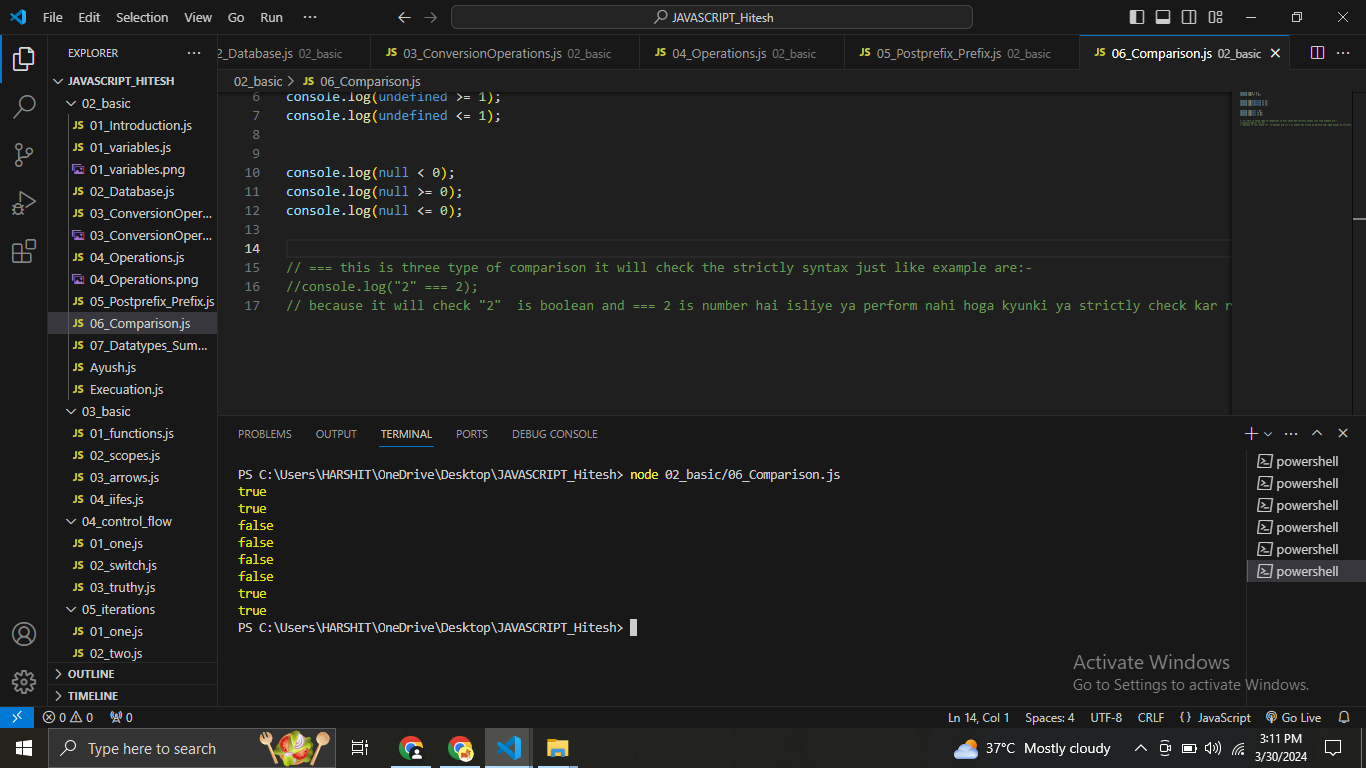 File Edit Selection View Go Run ··· JAVASCRIPT_Hitesh
EXPLORER ···
2_Database.js 02_basic JS 03_ConversionOperations.js 02_basic JS 04_Operations.js 02_basic JS 05_Postprefix_Prefix.js 02_basic JS 06_Comparison.js 02_basic ···
02_basic > JS 06_Comparison.js
JAVASCRIPT_HITESH
02_basic
JS 01_Introduction.js
JS 01_variables.js
01_variables.png
JS 02_Database.js
JS 03_ConversionOper...
03_ConversionOper...
JS 04_Operations.js
04_Operations.png
JS 05_Postprefix_Prefix.js
JS 06_Comparison.js
JS 07_Datatypes_Sum...
JS Ayush.js
JS Execuation.js
03_basic
JS 01_functions.js
JS 02_scopes.js
JS 03_arrows.js
JS 04_iifes.js
04_control_flow
JS 01_one.js
JS 02_switch.js
JS 03_truthy.js
05_iterations
JS 01_one.js
JS 02_two.js
OUTLINE
TIMELINE
6 console.log(undefined >= 1);
7 console.log(undefined <= 1);
8
9
10 console.log(null < 0);
11 console.log(null >= 0);
12 console.log(null <= 0);
13
14
15 // === this is three type of comparison it will check the strictly syntax just like example are:-
16 //console.log("2" === 2);
17 // because it will check "2"  is boolean and === 2 is number hai isliye ya perform nahi hoga kyunki ya strictly check kar r
PROBLEMS OUTPUT TERMINAL PORTS DEBUG CONSOLE
PS C:\Users\HARSHIT\OneDrive\Desktop\JAVASCRIPT_Hitesh> node 02_basic/06_Comparison.js
true
true
false
false
false
false
true
true
PS C:\Users\HARSHIT\OneDrive\Desktop\JAVASCRIPT_Hitesh>
powershell
powershell
powershell
powershell
powershell
powershell
Activate Windows
Go to Settings to activate Windows.
0 0 0 Ln 14, Col 1 Spaces: 4 UTF-8 CRLF {} JavaScript Go Live
Type here to search 37°C Mostly cloudy 3:11 PM
3/30/2024